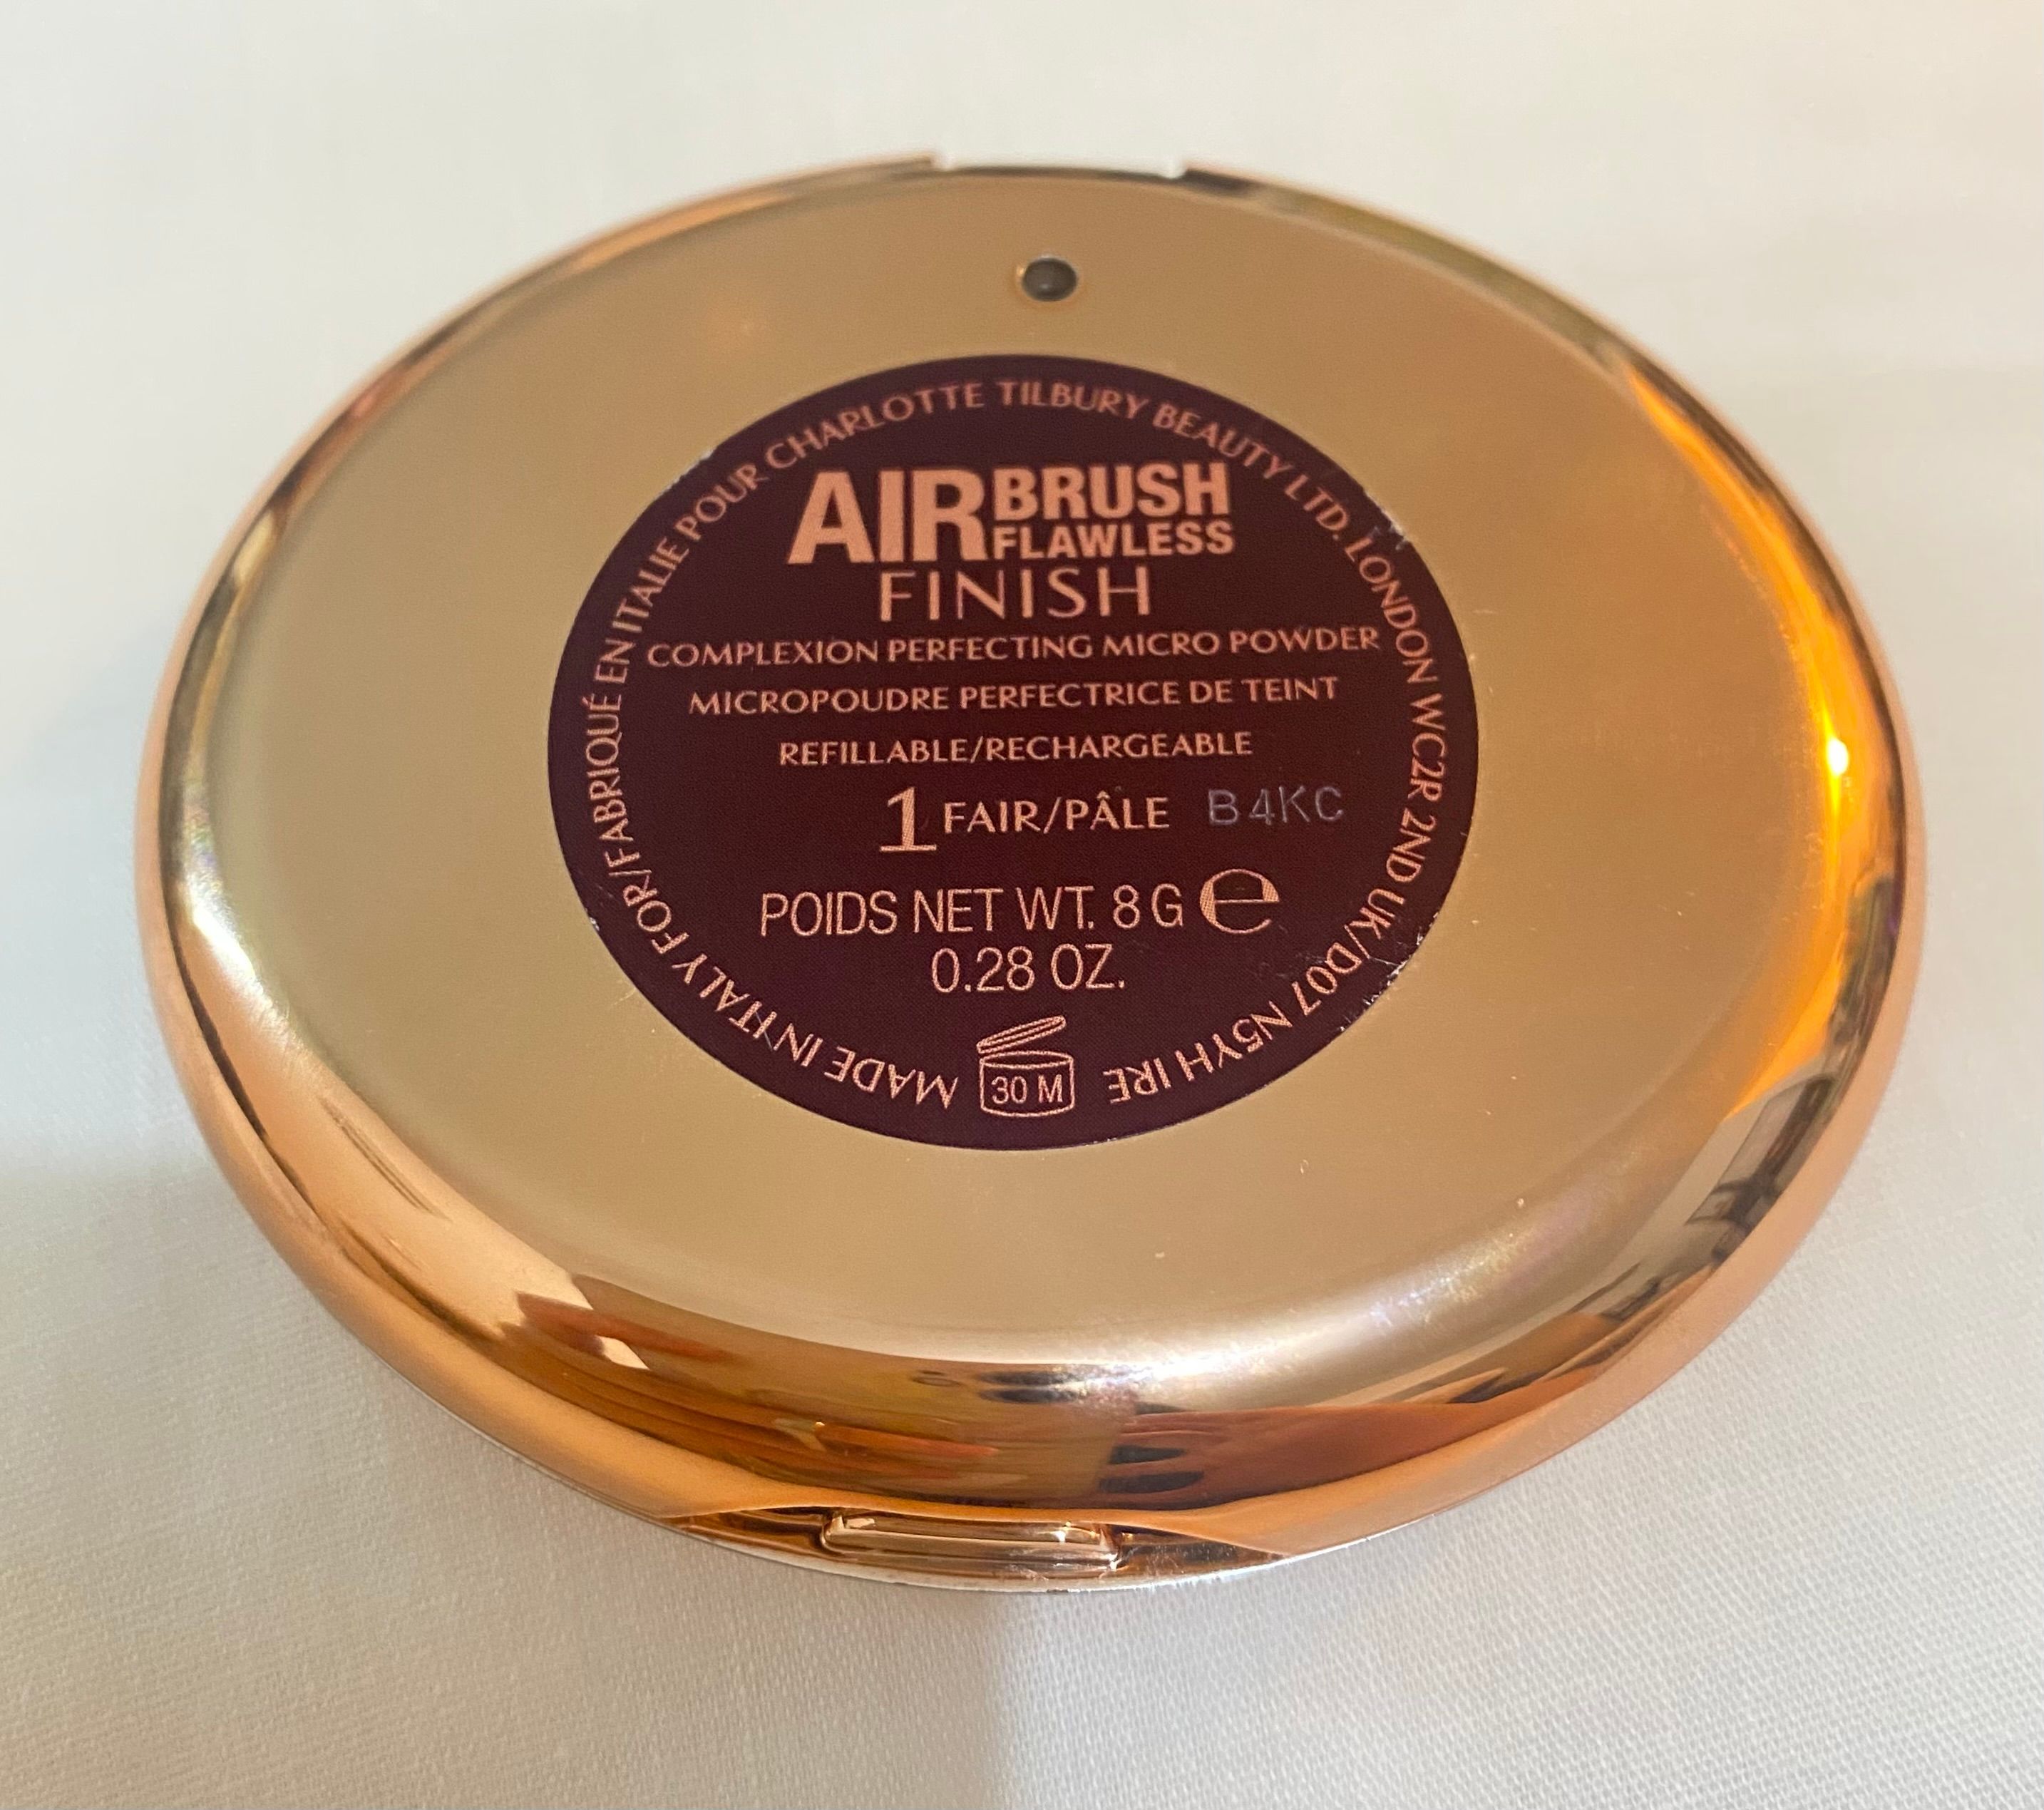 MADE IN ITALY FOR/FABRIQUÉ EN ITALIE POUR CHARLOTTE TILBURY BEAUTY LTD. LONDON WC2R 2ND UK/D07 N5YH IRE
AIRBRUSH
FLAWLESS
FINISH
COMPLEXION PERFECTING MICRO POWDER
MICROPOUDRE PERFECTRICE DE TEINT
REFILLABLE/RECHARGEABLE
1 FAIR/PÂLE B4KC
POIDS NET WT. 8 G e
0.28 OZ.
30 M